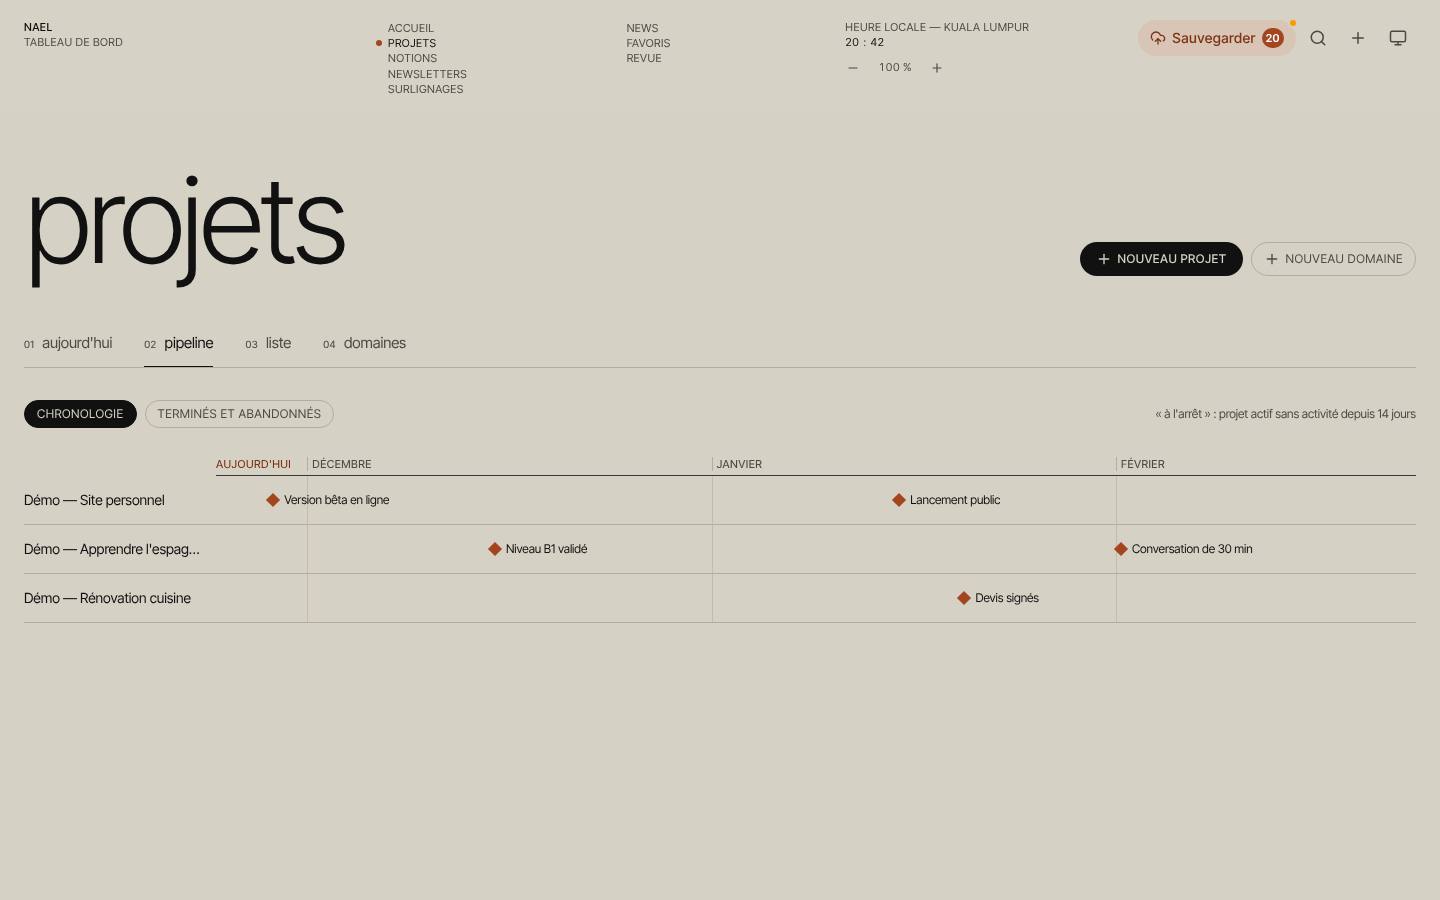 NAEL
TABLEAU DE BORD
ACCUEIL
PROJETS
NOTIONS
NEWSLETTERS
SURLIGNAGES
NEWS
FAVORIS
REVUE
HEURE LOCALE — KUALA LUMPUR
20 : 42
− 100 % +
Sauvegarder 20
projets
+ NOUVEAU PROJET
+ NOUVEAU DOMAINE
01 aujourd'hui
02 pipeline
03 liste
04 domaines
CHRONOLOGIE
TERMINÉS ET ABANDONNÉS
« à l'arrêt » : projet actif sans activité depuis 14 jours
AUJOURD'HUI DÉCEMBRE JANVIER FÉVRIER
Démo — Site personnel Version bêta en ligne Lancement public
Démo — Apprendre l'espag… Niveau B1 validé Conversation de 30 min
Démo — Rénovation cuisine Devis signés